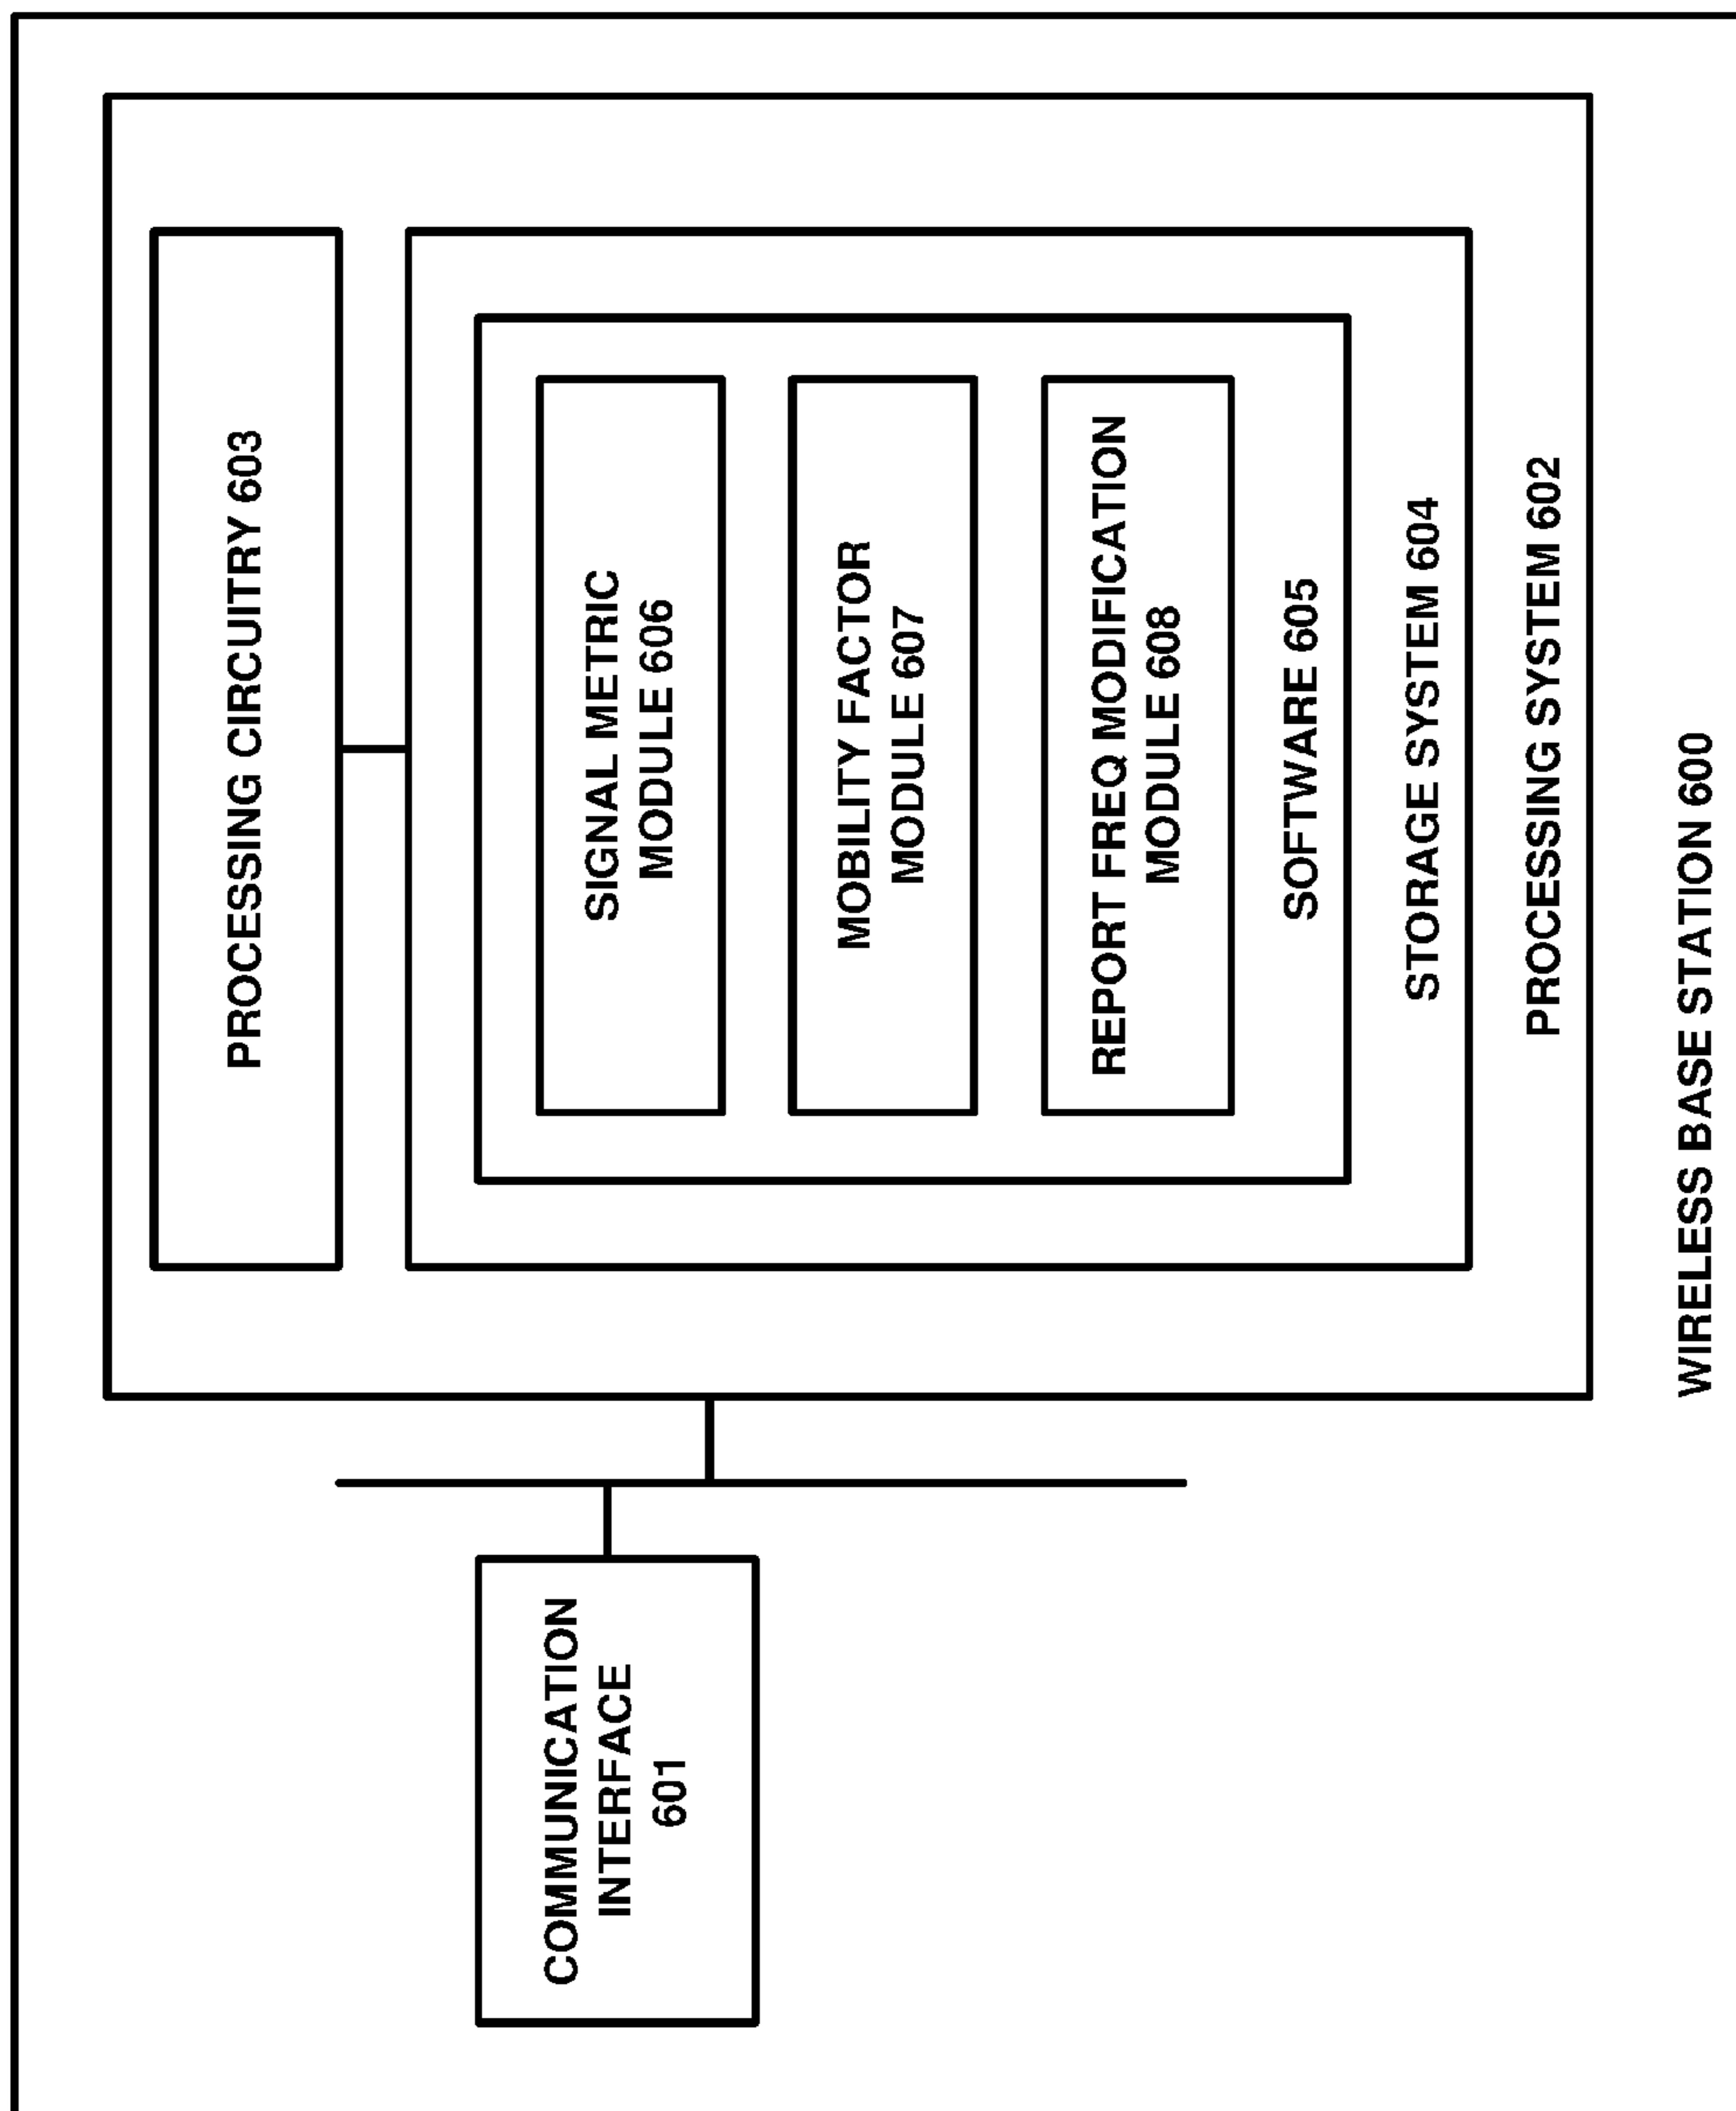 PROCESSING CIRCUITRY 603
SIGNAL METRIC
MODULE 606
MOBILITY FACTOR
MODULE 607
REPORT FREQ MODIFICATION
MODULE 608
SOFTWARE 605
STORAGE SYSTEM 604
PROCESSING SYSTEM 602
COMMUNICATION
INTERFACE
601
WIRELESS BASE STATION 600